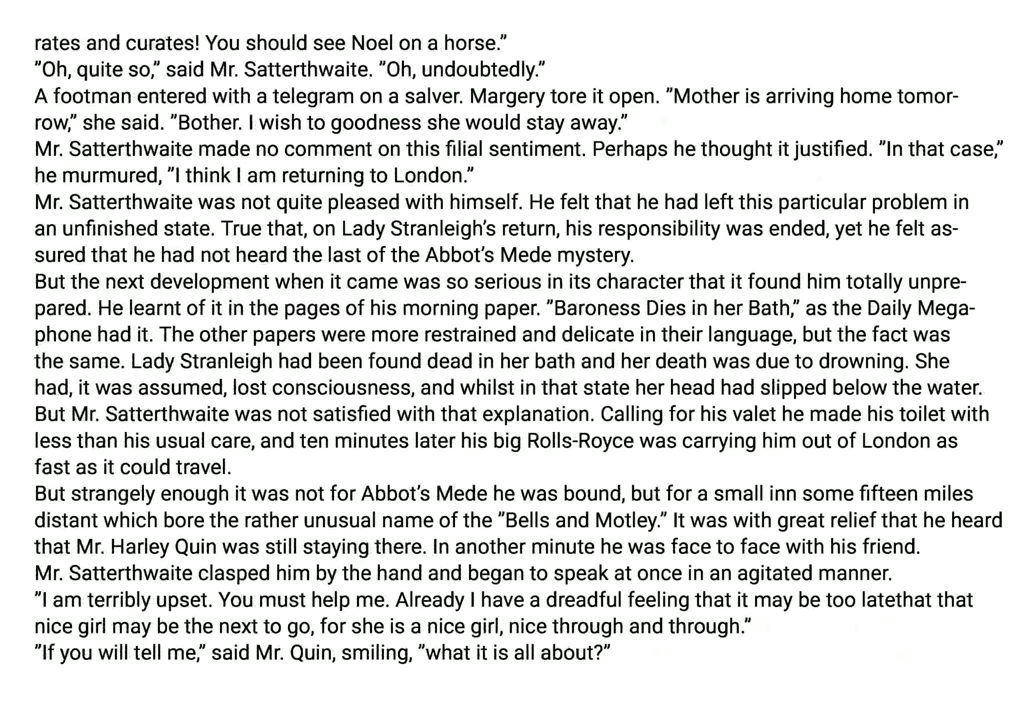 rates and curates! You should see Noel on a horse.”
”Oh, quite so,” said Mr. Satterthwaite. ”Oh, undoubtedly.”
A footman entered with a telegram on a salver. Margery tore it open. ”Mother is arriving home tomor-
row,” she said. ”Bother. I wish to goodness she would stay away.”
Mr. Satterthwaite made no comment on this filial sentiment. Perhaps he thought it justified. ”In that case,”
he murmured, ”I think I am returning to London.”
Mr. Satterthwaite was not quite pleased with himself. He felt that he had left this particular problem in
an unfinished state. True that, on Lady Stranleigh’s return, his responsibility was ended, yet he felt as-
sured that he had not heard the last of the Abbot’s Mede mystery.
But the next development when it came was so serious in its character that it found him totally unpre-
pared. He learnt of it in the pages of his morning paper. ”Baroness Dies in her Bath,” as the Daily Mega-
phone had it. The other papers were more restrained and delicate in their language, but the fact was
the same. Lady Stranleigh had been found dead in her bath and her death was due to drowning. She
had, it was assumed, lost consciousness, and whilst in that state her head had slipped below the water.
But Mr. Satterthwaite was not satisfied with that explanation. Calling for his valet he made his toilet with
less than his usual care, and ten minutes later his big Rolls-Royce was carrying him out of London as
fast as it could travel.
But strangely enough it was not for Abbot’s Mede he was bound, but for a small inn some fifteen miles
distant which bore the rather unusual name of the ”Bells and Motley.” It was with great relief that he heard
that Mr. Harley Quin was still staying there. In another minute he was face to face with his friend.
Mr. Satterthwaite clasped him by the hand and began to speak at once in an agitated manner.
”I am terribly upset. You must help me. Already I have a dreadful feeling that it may be too latethat that
nice girl may be the next to go, for she is a nice girl, nice through and through.”
”If you will tell me,” said Mr. Quin, smiling, ”what it is all about?”